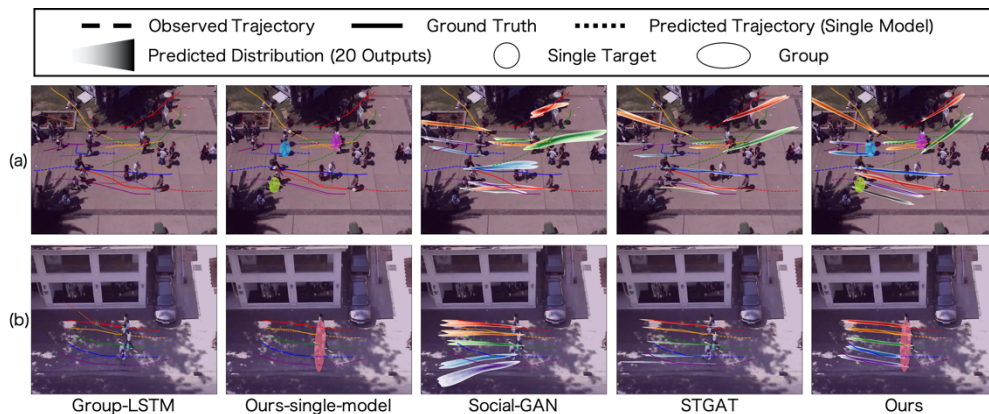 Observed Trajectory Ground Truth Predicted Trajectory (Single Model)
Predicted Distribution (20 Outputs) Single Target Group
(a)
(b)
Group-LSTM Ours-single-model Social-GAN STGAT Ours